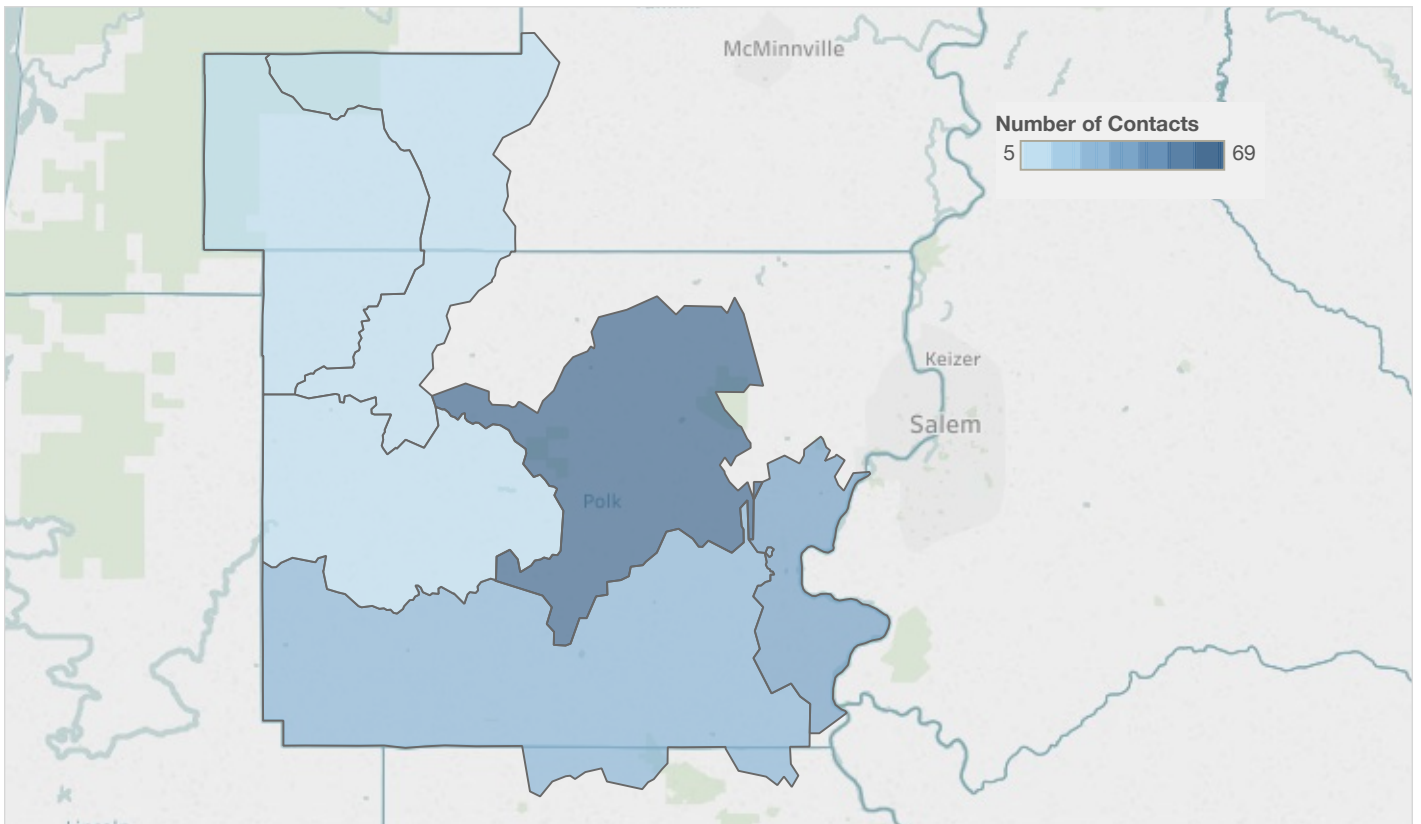 McMinnville
Number of Contacts
5 69
Keizer
Salem
Polk